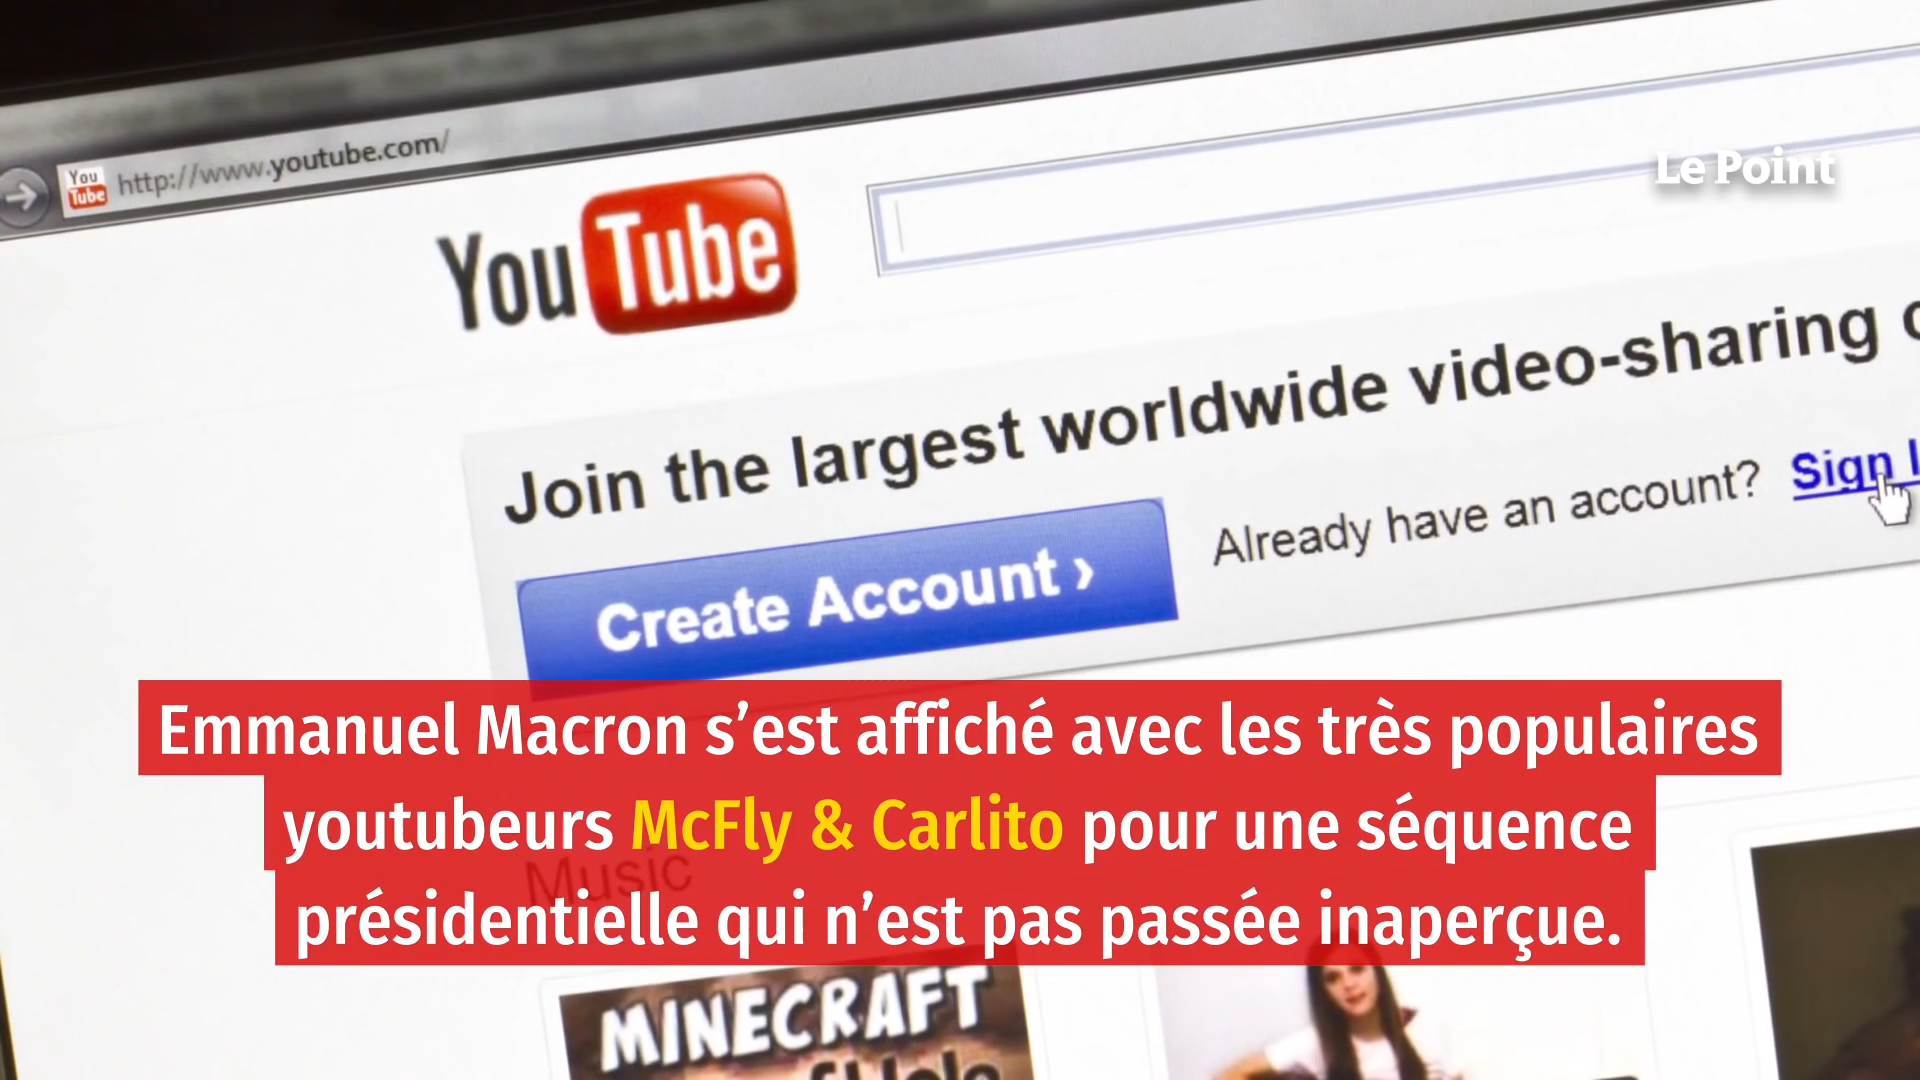 You
Tube
http://www.youtube.com/
Le Point
YouTube
Join the largest worldwide video-sharing
Already have an account? Sign
Create Account ›
Emmanuel Macron s’est affiché avec les très populaires
youtubeurs McFly & Carlito pour une séquence
Music
présidentielle qui n’est pas passée inaperçue.
MINECRAFT